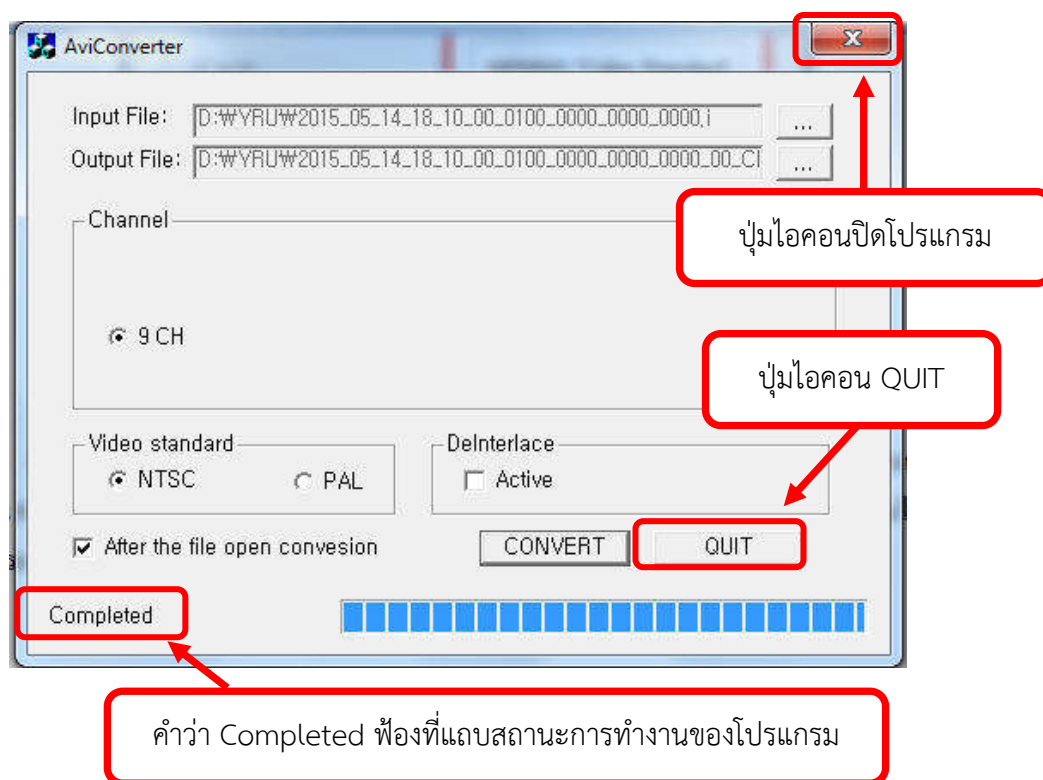 AviConverter
X
Input File: D:₩YRU₩2015_05_14_18_10_00_0100_0000_0000_0000,i
...
Output File: D:₩YRU₩2015_05_14_18_10_00_0100_0000_0000_0000_00_CI
...
ปุ่มไอคอนปิดโปรแกรม
Channel
9 CH
ปุ่มไอคอน QUIT
Video standard
NTSC PAL
DeInterlace
Active
After the file open convesion
CONVERT QUIT
Completed
คำว่า Completed ฟ้องที่แถบสถานะการทำงานของโปรแกรม